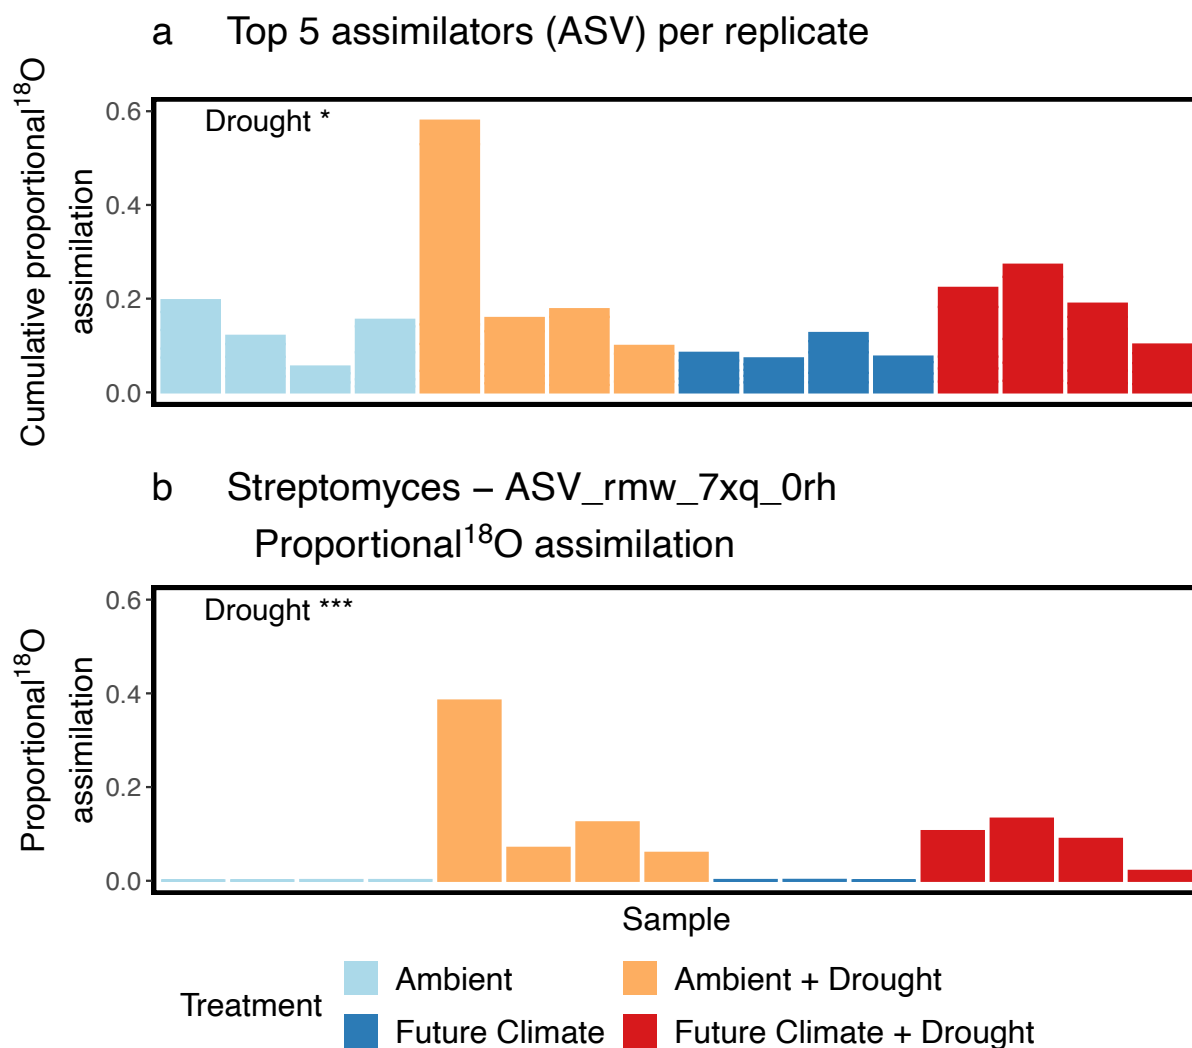 a Top 5 assimilators (ASV) per replicate
Cumulative proportional¹⁸O
assimilation
0.6
0.4
0.2
0.0
Drought *
b Streptomyces – ASV_rmw_7xq_0rh
Proportional¹⁸O assimilation
Proportional¹⁸O
assimilation
0.6
0.4
0.2
0.0
Drought ***
Sample
Treatment
Ambient
Ambient + Drought
Future Climate
Future Climate + Drought